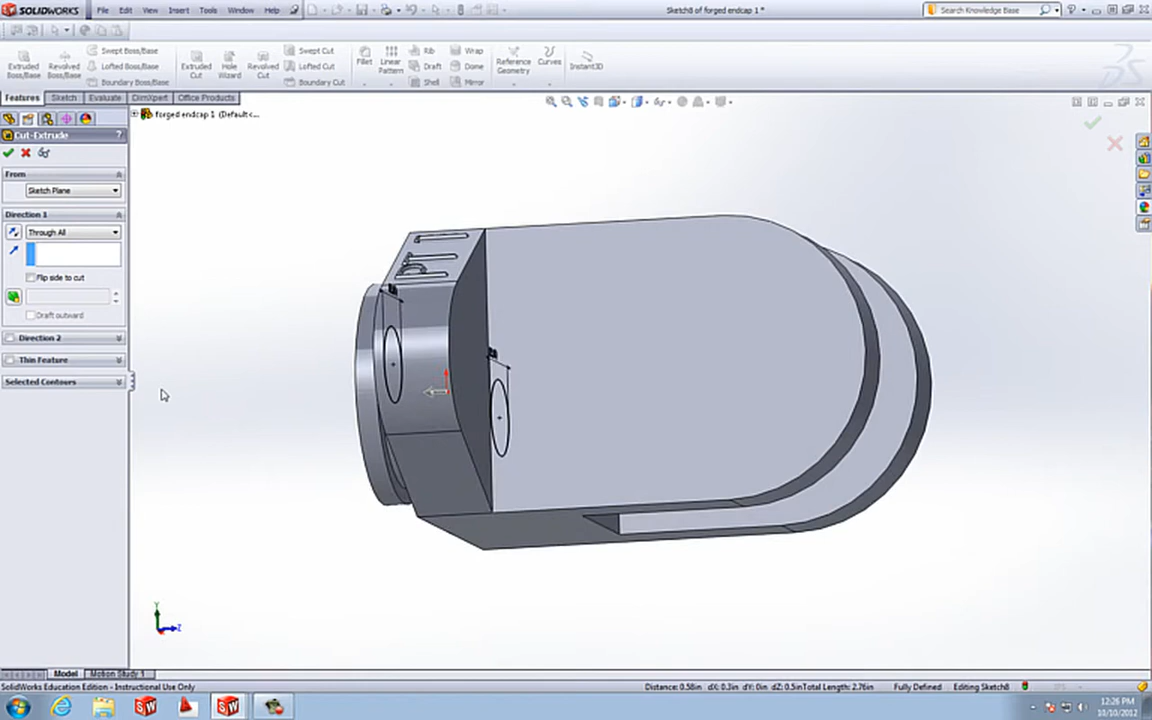 SOLIDWORKS File Edit View Insert Tools Window Help Sketch8 of forged endcap 1 * Search Knowledge Base
Swept Boss/Base Swept Cut Rib Wrap
Extruded Boss/Base Revolved Boss/Base Lofted Boss/Base Extruded Cut Hole Wizard Revolved Cut Lofted Cut Fillet Linear Pattern Draft Dome Reference Geometry Curves Instant3D
Boundary Boss/Base Boundary Cut Shell Mirror
Features Sketch Evaluate DimXpert Office Products
forged endcap 1 (Default<...
Cut-Extrude ?
From
Sketch Plane
Direction 1
Through All
Flip side to cut
Draft outward
Direction 2
Thin Feature
Selected Contours
Y
Z
Model Motion Study 1
SolidWorks Education Edition - Instructional Use Only Distance: 0.58in dX: 0.3in dY: 0in dZ: 0.5in Total Length: 2.76in Fully Defined Editing Sketch8
12:26 PM
10/10/2012